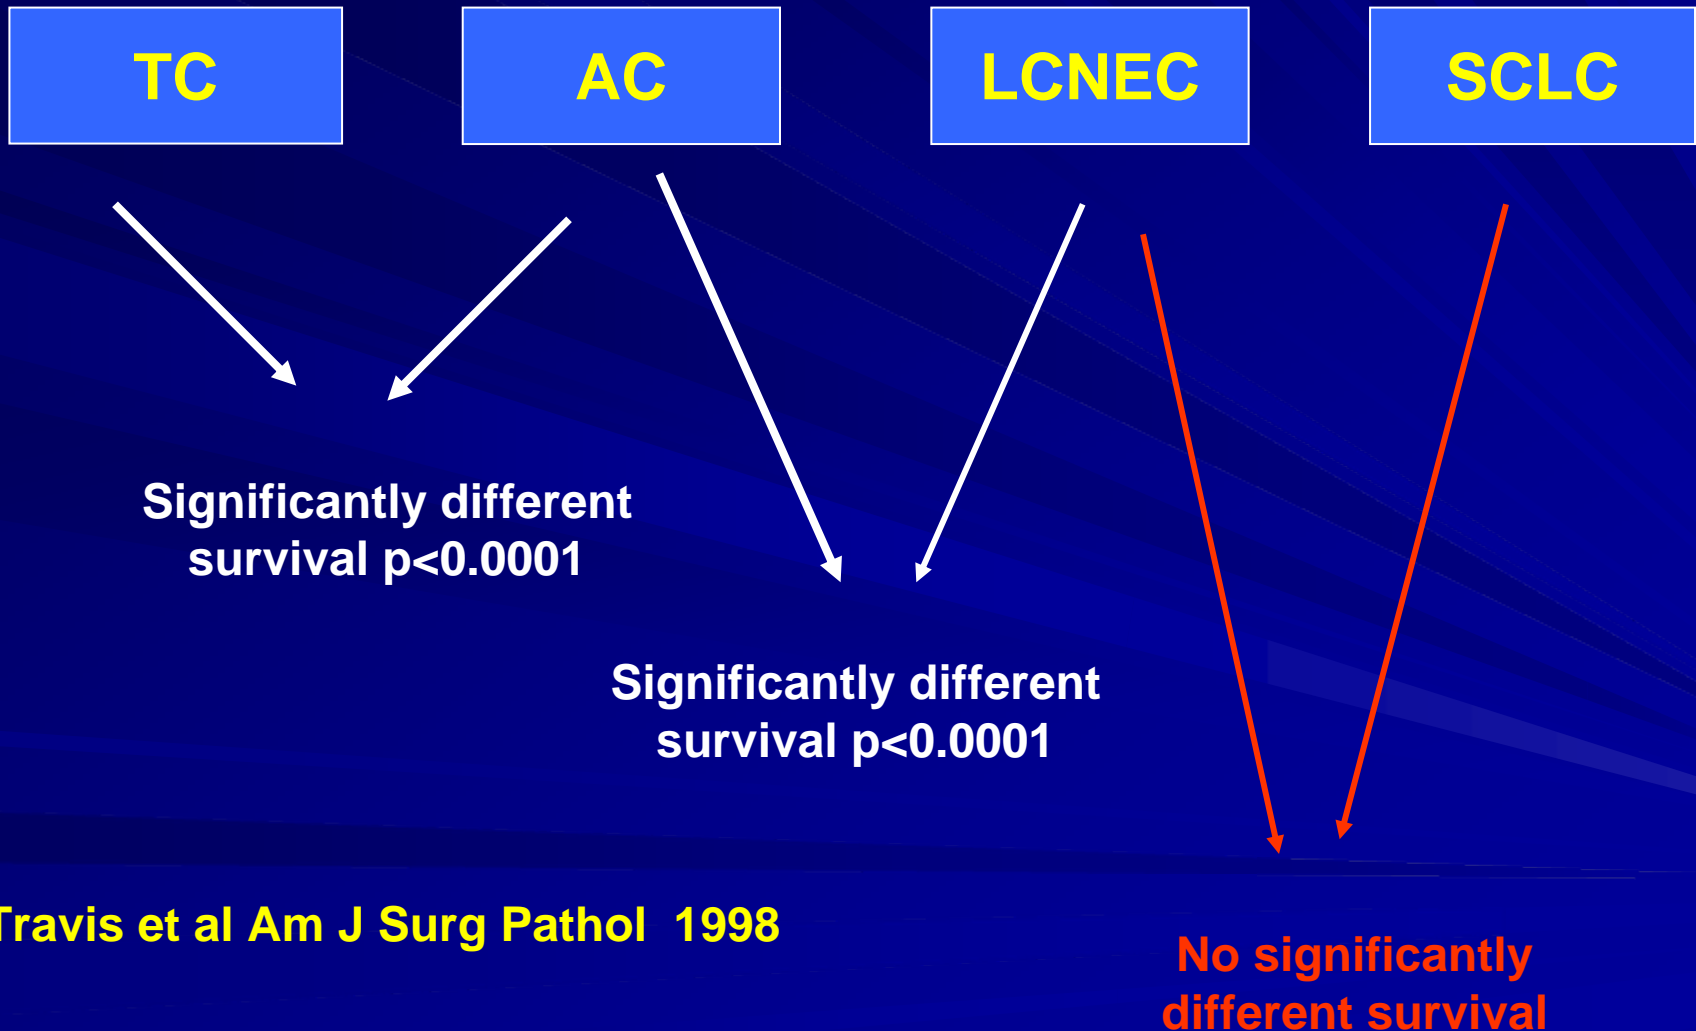 TC
AC
LCNEC
SCLC
Significantly different
survival p<0.0001
Significantly different
survival p<0.0001
Travis et al Am J Surg Pathol 1998
No significantly
different survival